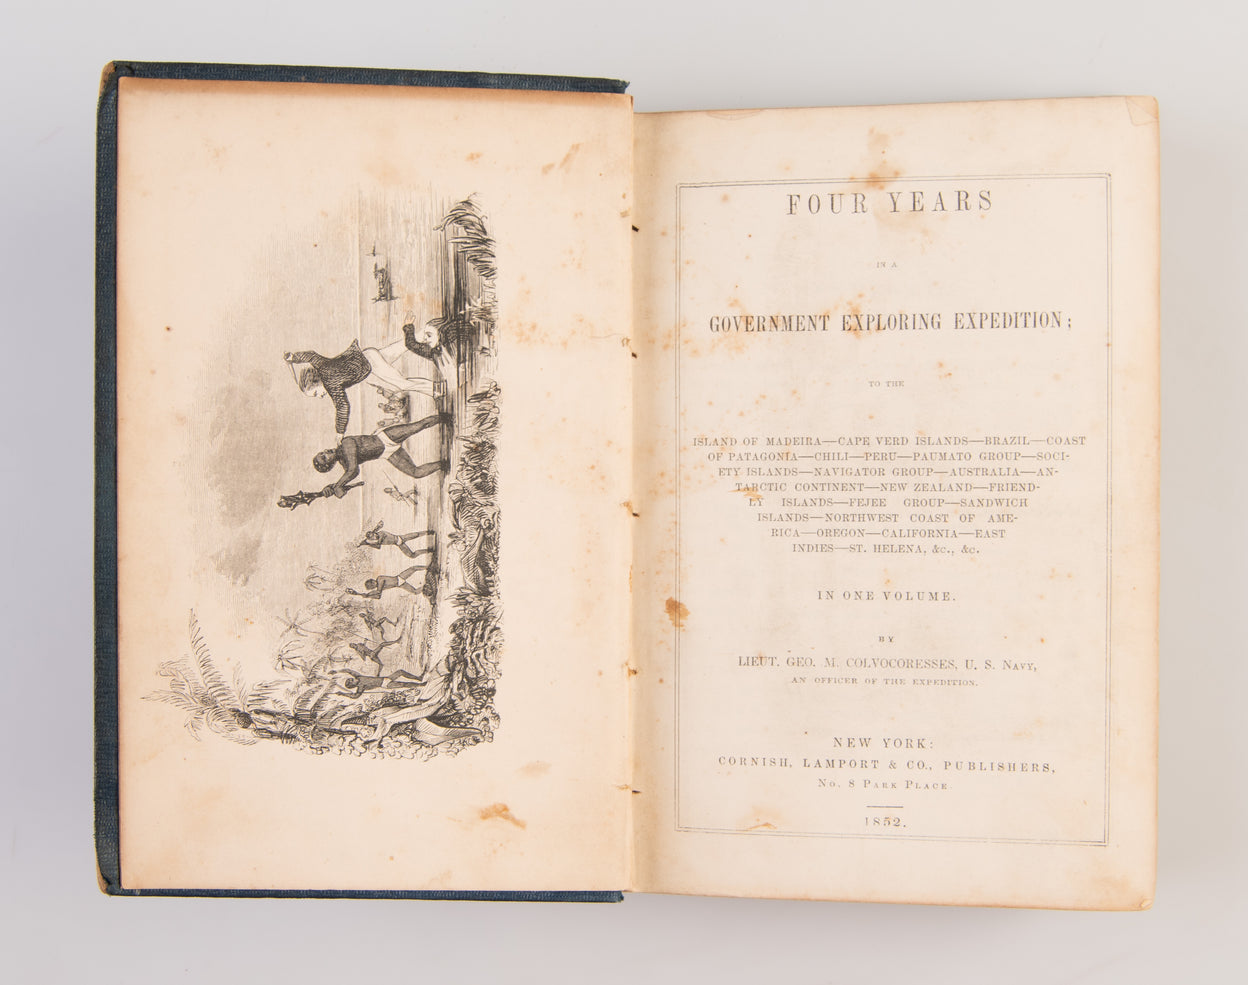 FOUR YEARS
IN A
GOVERNMENT EXPLORING EXPEDITION;
TO THE
ISLAND OF MADEIRA—CAPE VERD ISLANDS—BRAZIL—COAST
OF PATAGONIA—CHILI—PERU—PAUMATO GROUP—SOCI-
ETY ISLANDS—NAVIGATOR GROUP—AUSTRALIA—AN-
TARCTIC CONTINENT—NEW ZEALAND—FRIEND-
LY ISLANDS—FEJEE GROUP—SANDWICH
ISLANDS—NORTHWEST COAST OF AME-
RICA—OREGON—CALIFORNIA—EAST
INDIES—ST. HELENA, &c., &c.
IN ONE VOLUME.
BY
LIEUT. GEO. M. COLVOCORESSES, U. S. NAVY,
AN OFFICER OF THE EXPEDITION.
NEW YORK:
CORNISH, LAMPORT & CO., PUBLISHERS,
No. 8 PARK PLACE.
1852.